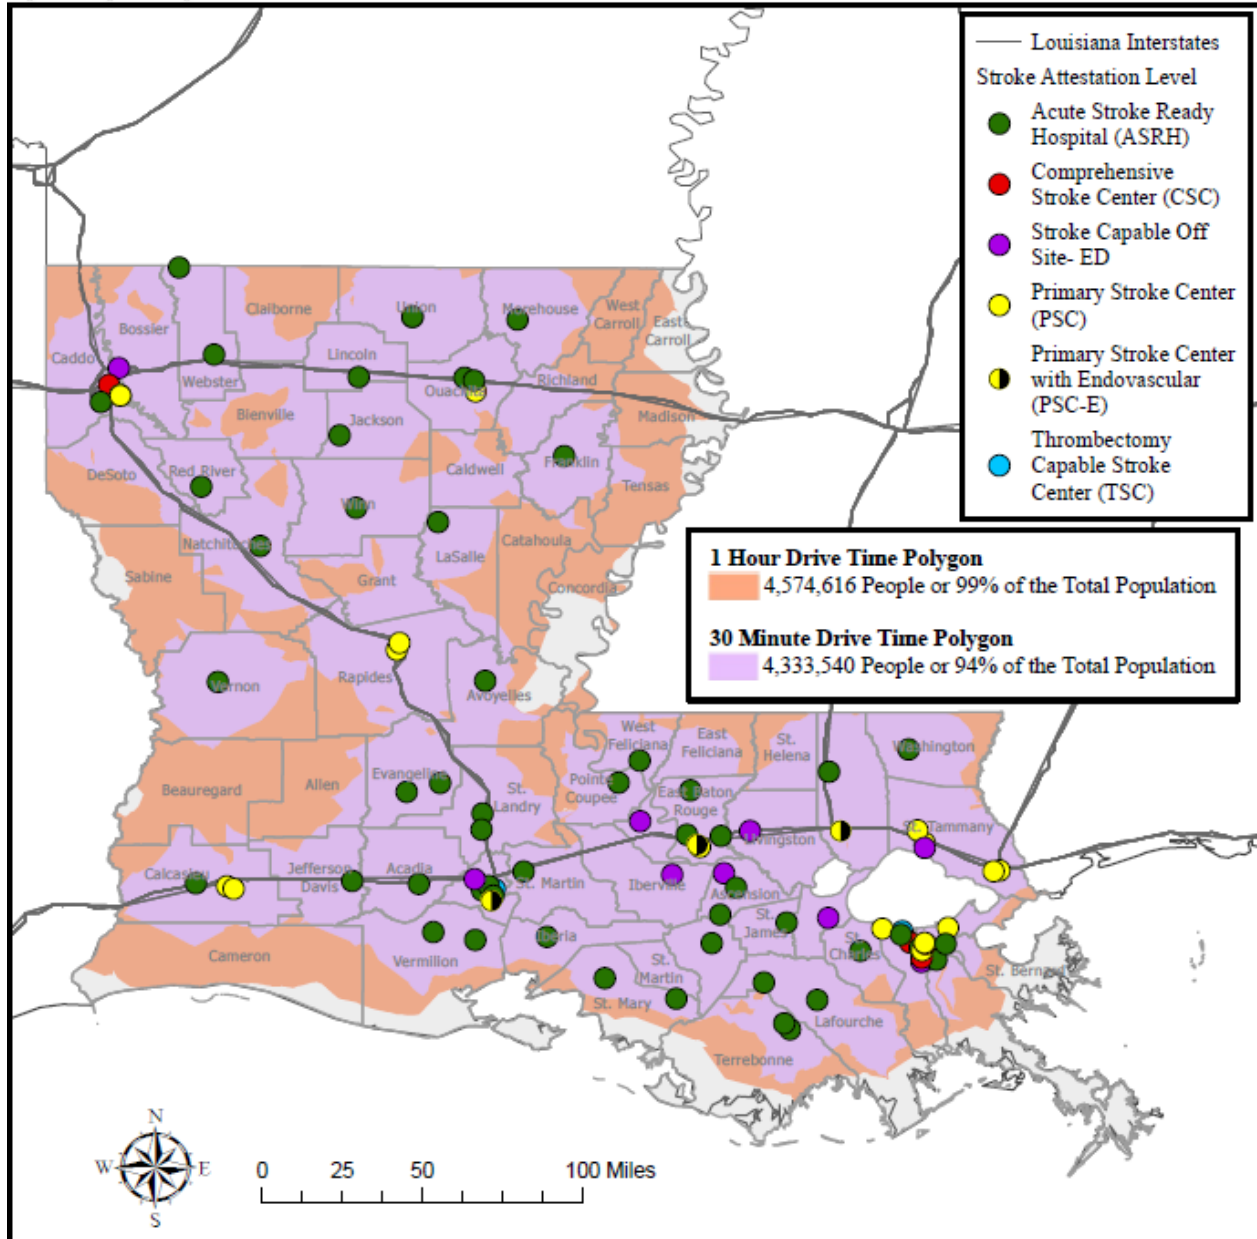 Louisiana Interstates
Stroke Attestation Level
Acute Stroke Ready
Hospital (ASRH)
Comprehensive
Stroke Center (CSC)
Stroke Capable Off
Site- ED
Primary Stroke Center
(PSC)
Primary Stroke Center
with Endovascular
(PSC-E)
Thrombectomy
Capable Stroke
Center (TSC)
1 Hour Drive Time Polygon
4,574,616 People or 99% of the Total Population
30 Minute Drive Time Polygon
4,333,540 People or 94% of the Total Population
Caddo
Bossier
Webster
Claiborne
Lincoln
Union
Morehouse
West
Carroll
East
Carroll
Ouachita
Richland
Madison
Bienville
Jackson
Caldwell
Franklin
Tensas
DeSoto
Red River
Winn
Natchitoches
LaSalle
Catahoula
Sabine
Grant
Concordia
Vernon
Rapides
Avoyelles
Beauregard
Allen
Evangeline
St.
Landry
Pointe
Coupee
West
Feliciana
East
Feliciana
St.
Helena
Washington
East Baton
Rouge
Livingston
St. Tammany
Calcasieu
Jefferson
Davis
Acadia
St. Martin
Iberville
Ascension
St.
James
St.
Charles
St. Bernard
Cameron
Vermilion
Iberia
St.
Martin
St. Mary
Lafourche
Terrebonne
N
W
E
S
0
25
50
100 Miles